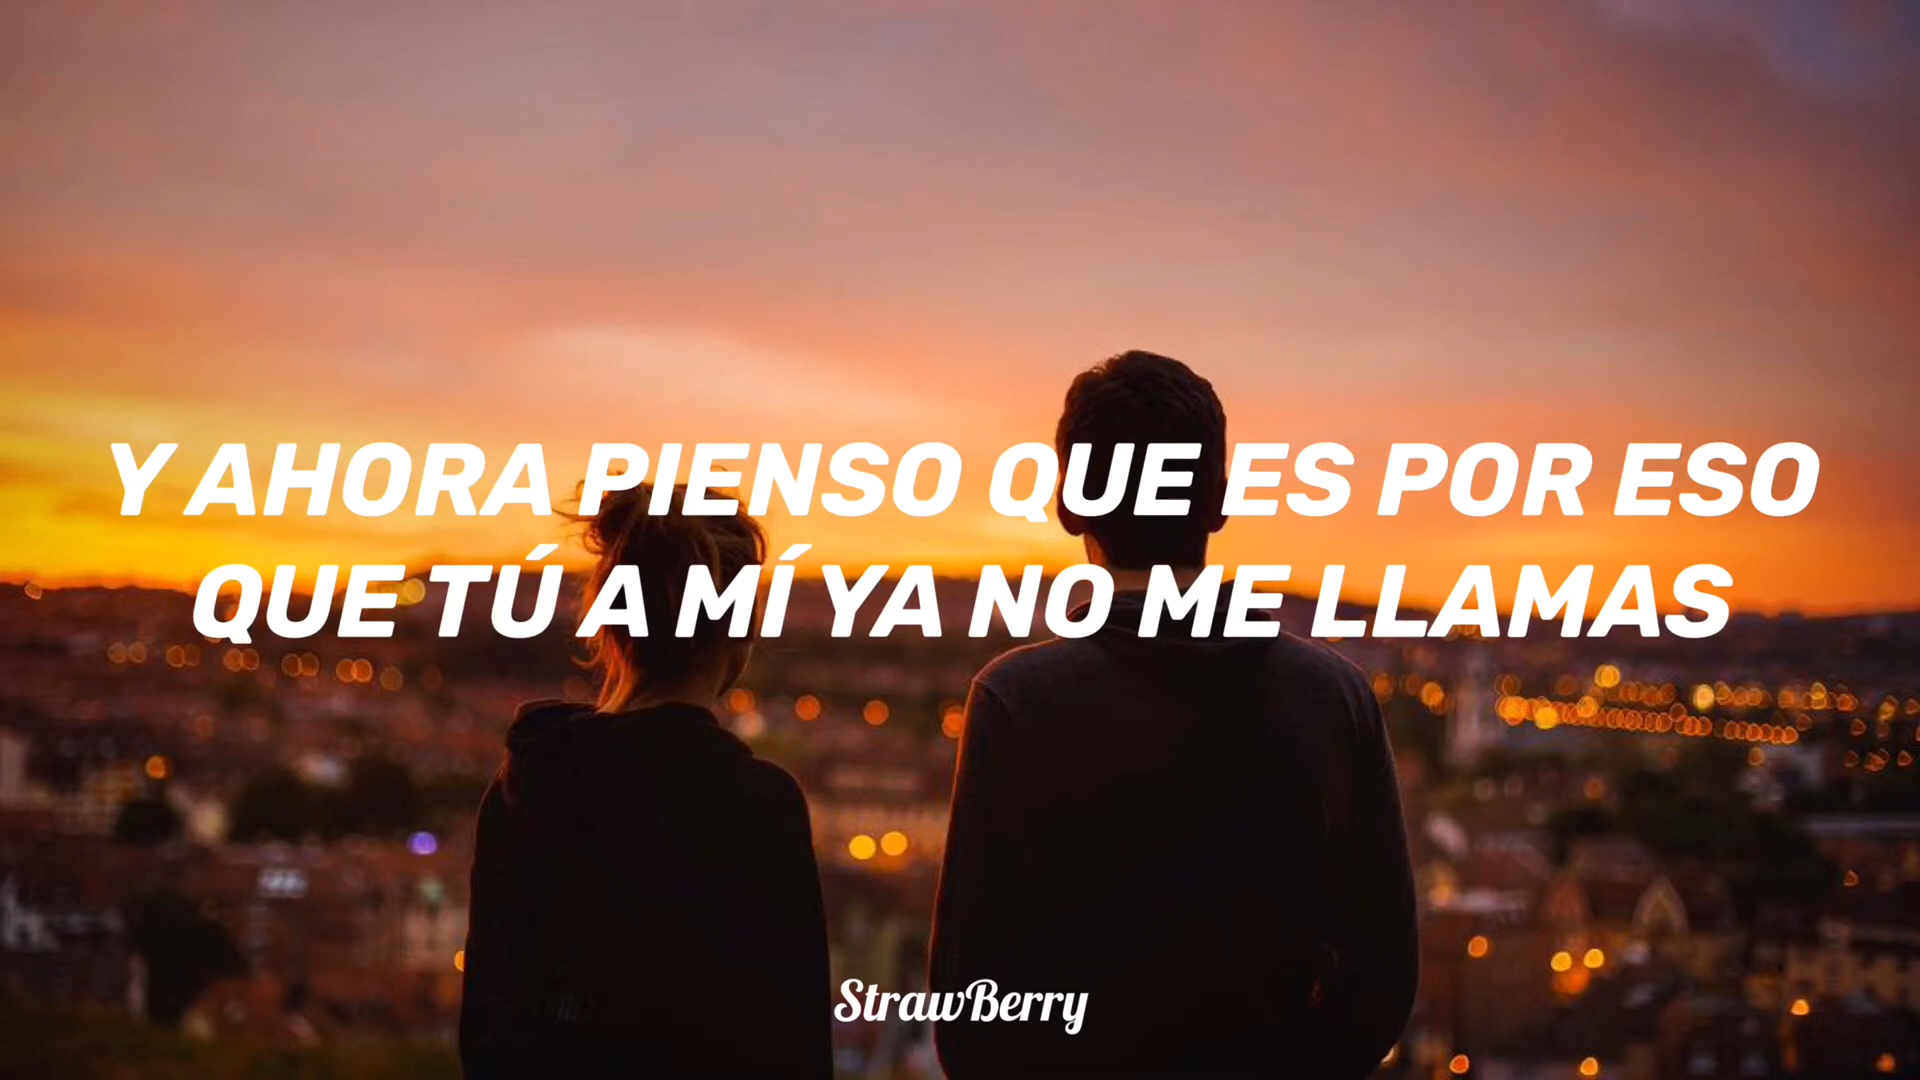 Y AHORA PIENSO QUE ES POR ESO
QUE TÚ A MÍ YA NO ME LLAMAS
StrawBerry